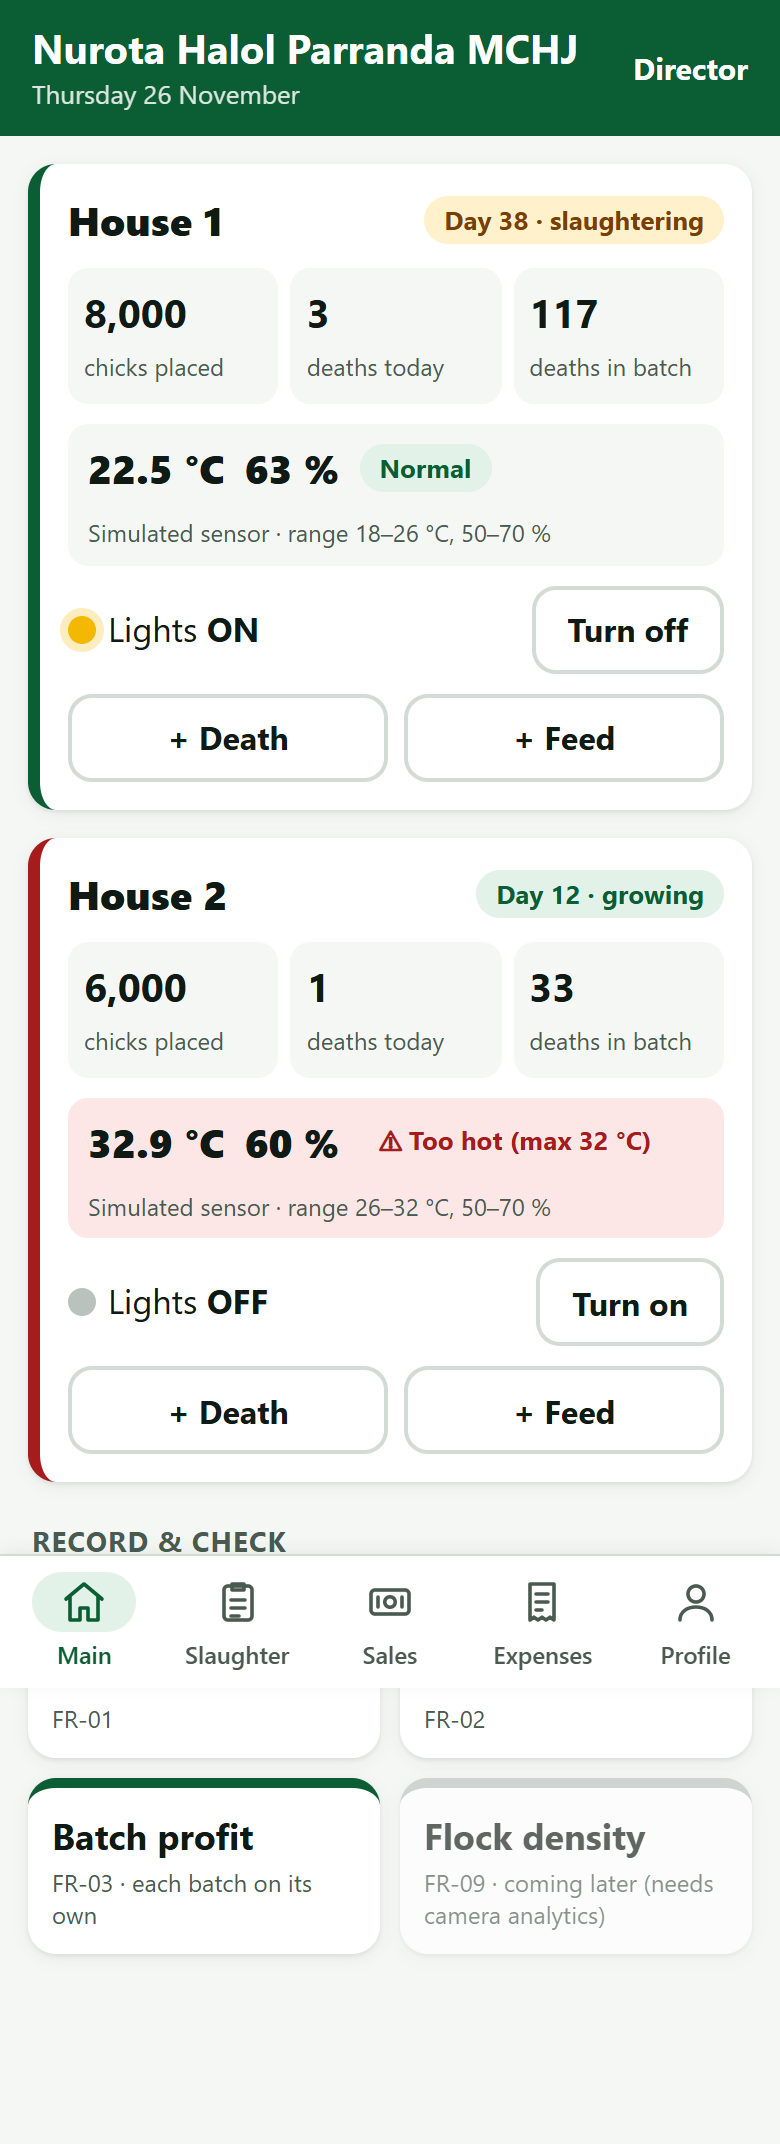 Nurota Halol Parranda MCHJ
Thursday 26 November
Director
House 1
Day 38 · slaughtering
8,000
chicks placed
3
deaths today
117
deaths in batch
22.5 °C 63 %
Normal
Simulated sensor · range 18–26 °C, 50–70 %
Lights ON
Turn off
+ Death
+ Feed
House 2
Day 12 · growing
6,000
chicks placed
1
deaths today
33
deaths in batch
32.9 °C 60 %
⚠ Too hot (max 32 °C)
Simulated sensor · range 26–32 °C, 50–70 %
Lights OFF
Turn on
+ Death
+ Feed
RECORD & CHECK
Main
Slaughter
Sales
Expenses
Profile
FR-01
FR-02
Batch profit
FR-03 · each batch on its
own
Flock density
FR-09 · coming later (needs
camera analytics)